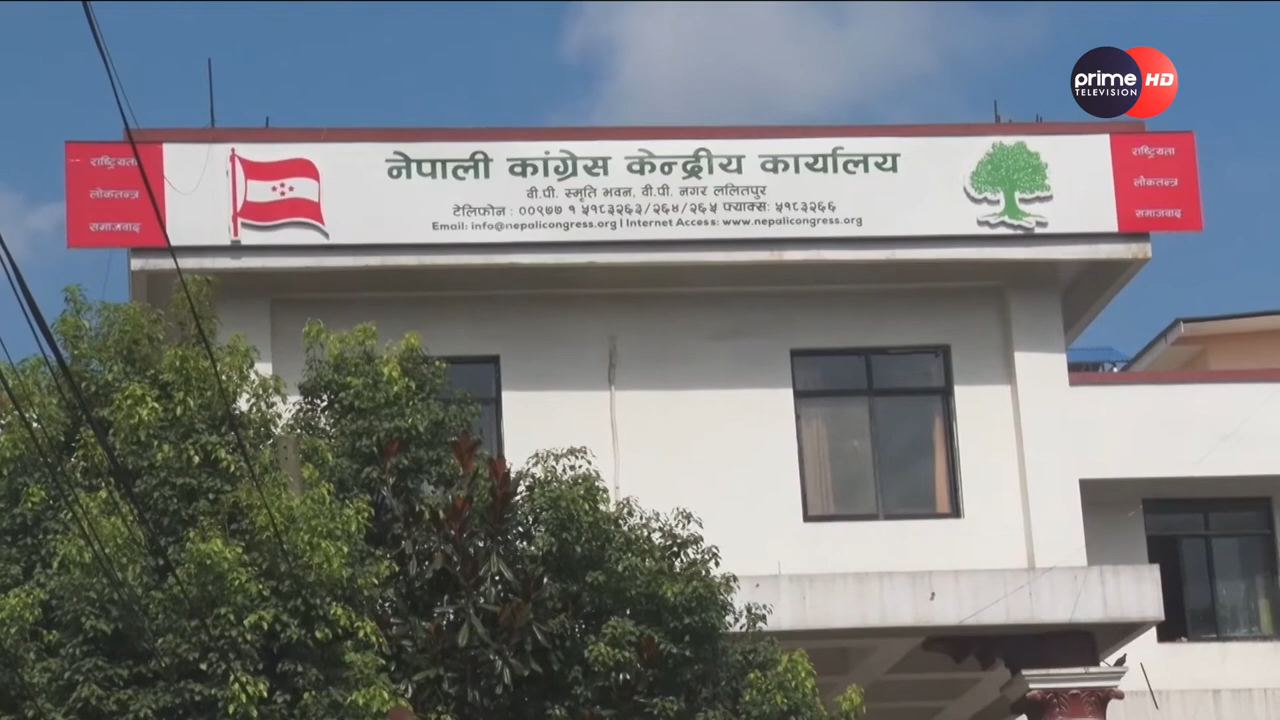 prime HD
TELEVISION
राष्ट्रियता
लोकतन्त्र
समाजवाद
नेपाली कांग्रेस केन्द्रीय कार्यालय
वी.पी. स्मृति भवन, वी.पी. नगर ललितपुर
टेलिफोन : ००९७७ १ ५१८३२६३/२६४/२६५ फ्याक्स: ५१८३२६६
Email: info@nepalicongress.org | Internet Access: www.nepalicongress.org
राष्ट्रियता
लोकतन्त्र
समाजवाद